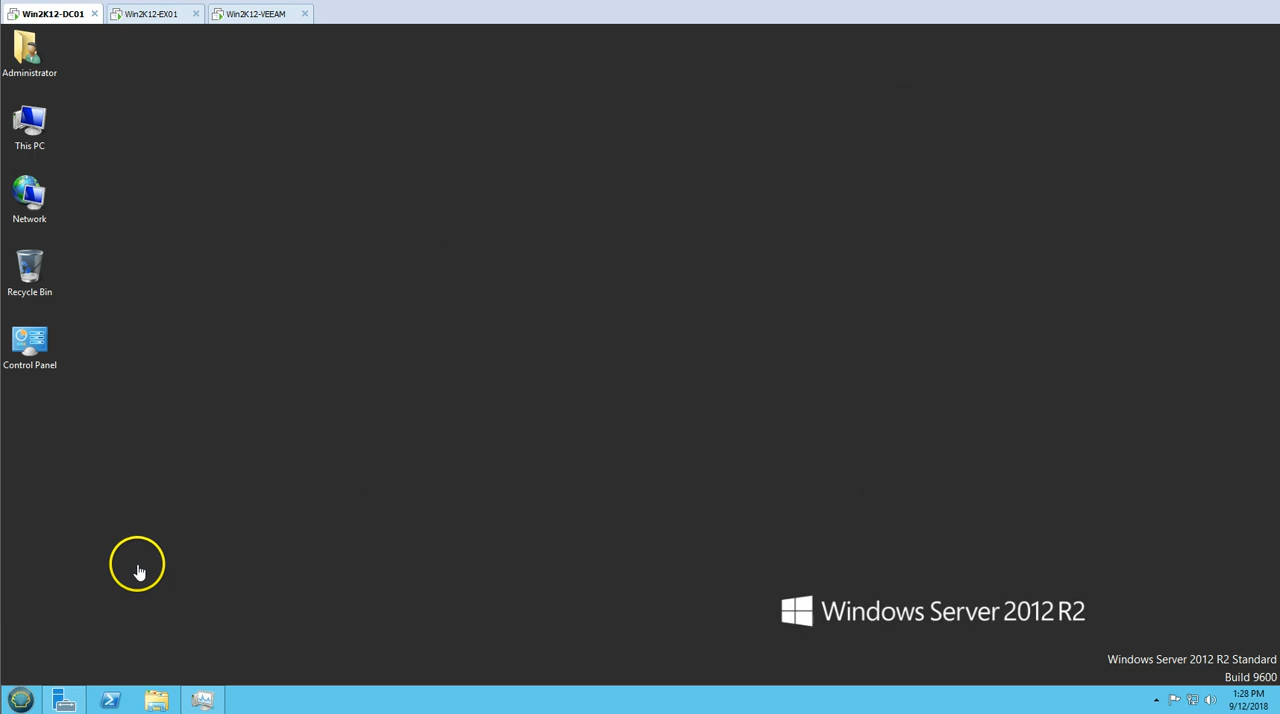 Win2K12-DC01
Win2K12-EX01
Win2K12-VEEAM
Administrator
This PC
Network
Recycle Bin
Control Panel
Windows Server 2012 R2
Windows Server 2012 R2 Standard
Build 9600
1:28 PM
9/12/2018